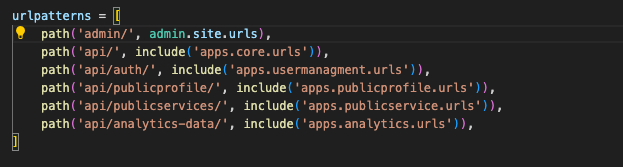 urlpatterns = [
path('admin/', admin.site.urls),
path('api/', include('apps.core.urls')),
path('api/auth/', include('apps.usermanagment.urls')),
path('api/publicprofile/', include('apps.publicprofile.urls')),
path('api/publicservices/', include('apps.publicservice.urls')),
path('api/analytics-data/', include('apps.analytics.urls')),
]